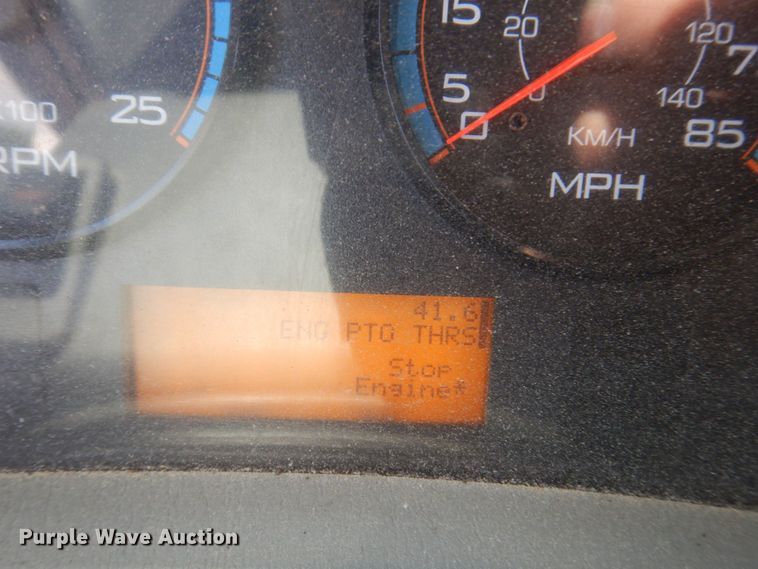 15 20 120
5 0 140
0 KM/H 85
MPH
25
X100
RPM
41.6
ENG PTO THRS
Stop
Engine*
Purple Wave Auction